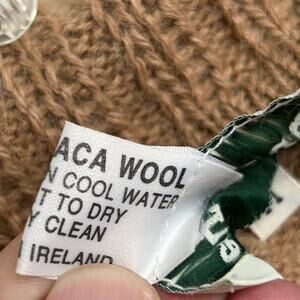 ACA WOOL
N COOL WATER
T TO DRY
Y CLEAN
IRELAND